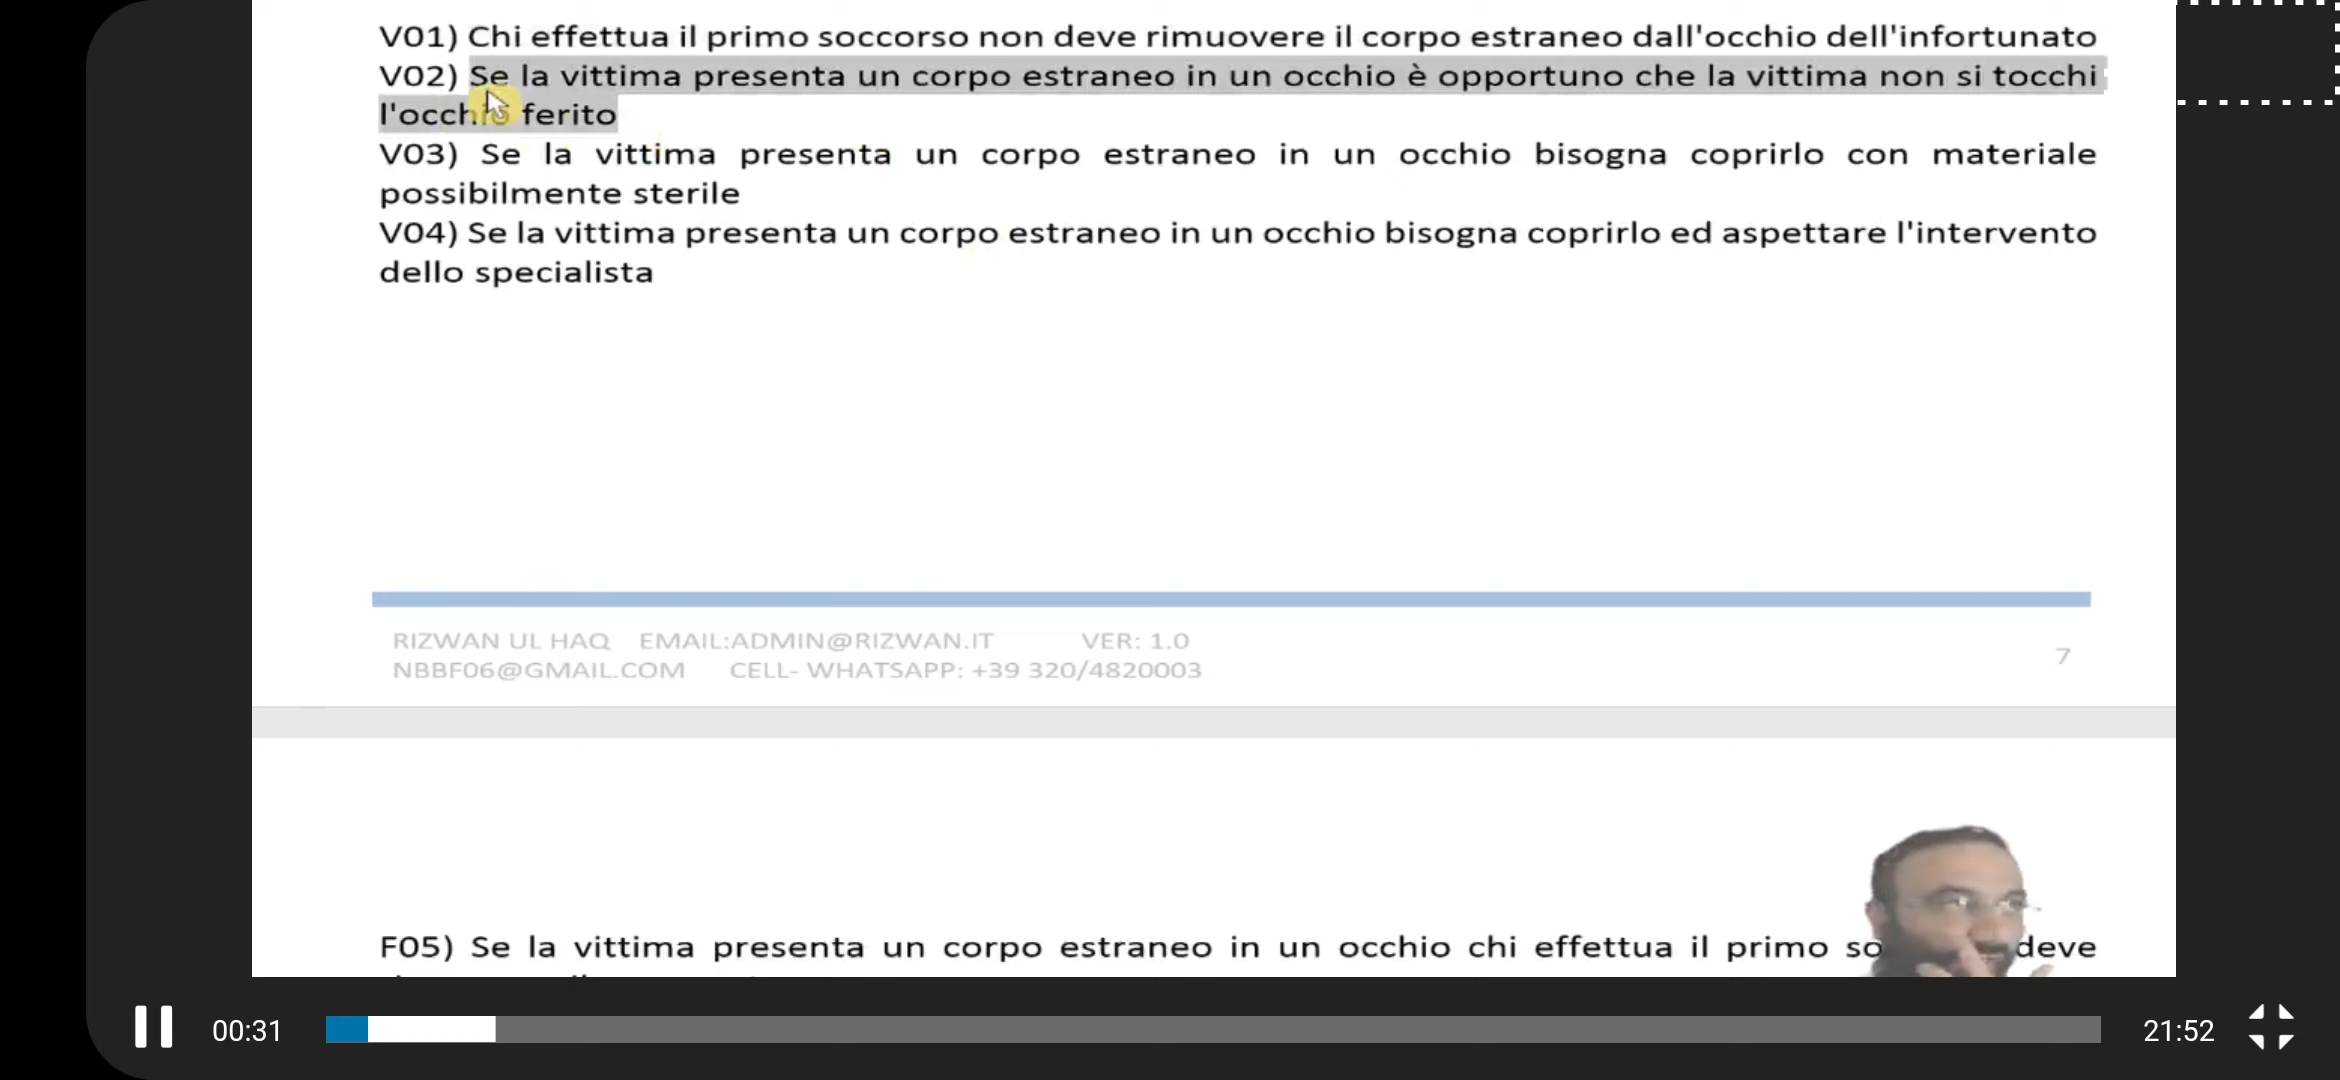 V01) Chi effettua il primo soccorso non deve rimuovere il corpo estraneo dall'occhio dell'infortunato
V02) Se la vittima presenta un corpo estraneo in un occhio è opportuno che la vittima non si tocchi
l'occhio ferito
V03) Se la vittima presenta un corpo estraneo in un occhio bisogna coprirlo con materiale
possibilmente sterile
V04) Se la vittima presenta un corpo estraneo in un occhio bisogna coprirlo ed aspettare l'intervento
dello specialista
RIZWAN UL HAQ EMAIL:ADMIN@RIZWAN.IT VER: 1.0
NBBF06@GMAIL.COM CELL- WHATSAPP: +39 320/4820003
7
F05) Se la vittima presenta un corpo estraneo in un occhio chi effettua il primo so deve
00:31 21:52